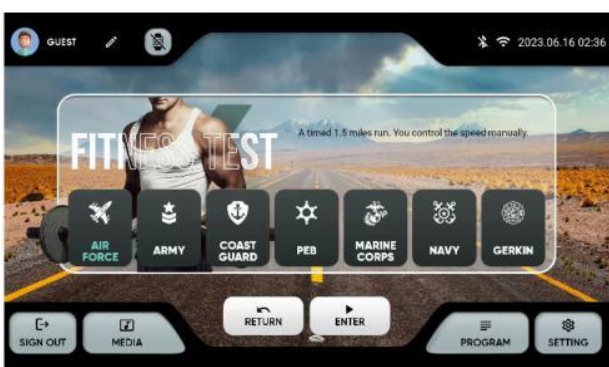 GUEST
2023.06.16 02:36
FITNESS TEST
A timed 1.5 miles run. You control the speed manually.
AIR
FORCE
ARMY
COAST
GUARD
PEB
MARINE
CORPS
NAVY
GERKIN
RETURN
ENTER
SIGN OUT
MEDIA
PROGRAM
SETTING